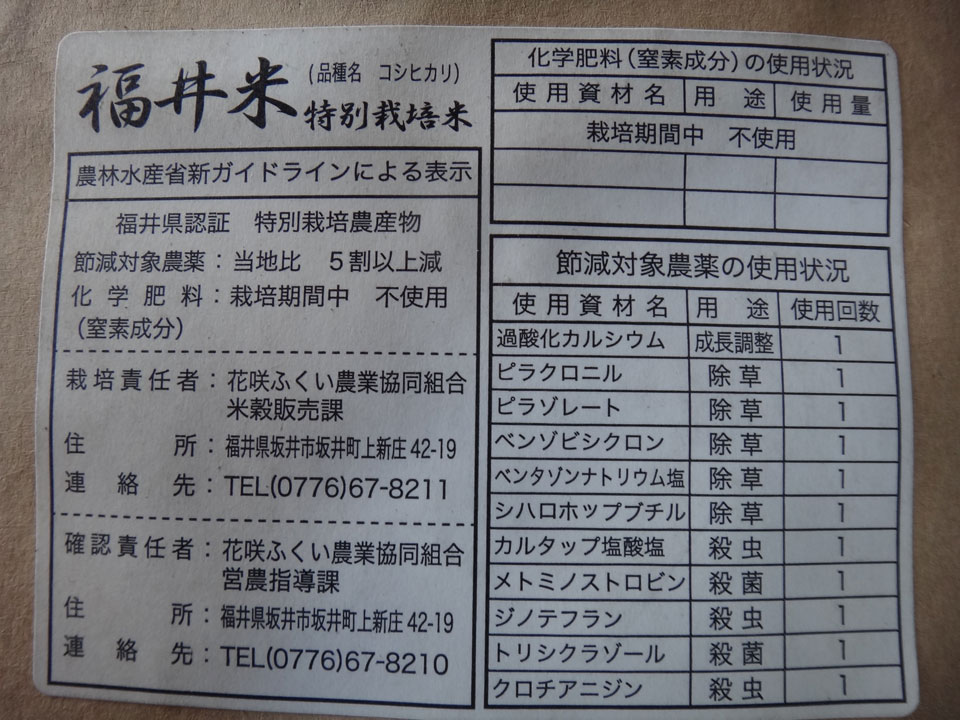 福井米
(品種名 コシヒカリ)
特別栽培米
農林水産省新ガイドラインによる表示
福井県認証 特別栽培農産物
節減対象農薬：当地比 5割以上減
化学肥料：栽培期間中 不使用
(窒素成分)
栽培責任者：花咲ふくい農業協同組合
米穀販売課
住所：福井県坂井市坂井町上新庄 42-19
連絡先：TEL(0776)67-8211
確認責任者：花咲ふくい農業協同組合
営農指導課
住所：福井県坂井市坂井町上新庄 42-19
連絡先：TEL(0776)67-8210
化学肥料(窒素成分)の使用状況
使用資材名 用途 使用量
栽培期間中 不使用
節減対象農薬の使用状況
使用資材名 用途 使用回数
過酸化カルシウム 成長調整 1
ピラクロニル 除草 1
ピラゾレート 除草 1
ベンゾビシクロン 除草 1
ベンタゾンナトリウム塩 除草 1
シハロホップブチル 除草 1
カルタップ塩酸塩 殺虫 1
メトミノストロビン 殺菌 1
ジノテフラン 殺虫 1
トリシクラゾール 殺菌 1
クロチアニジン 殺虫 1